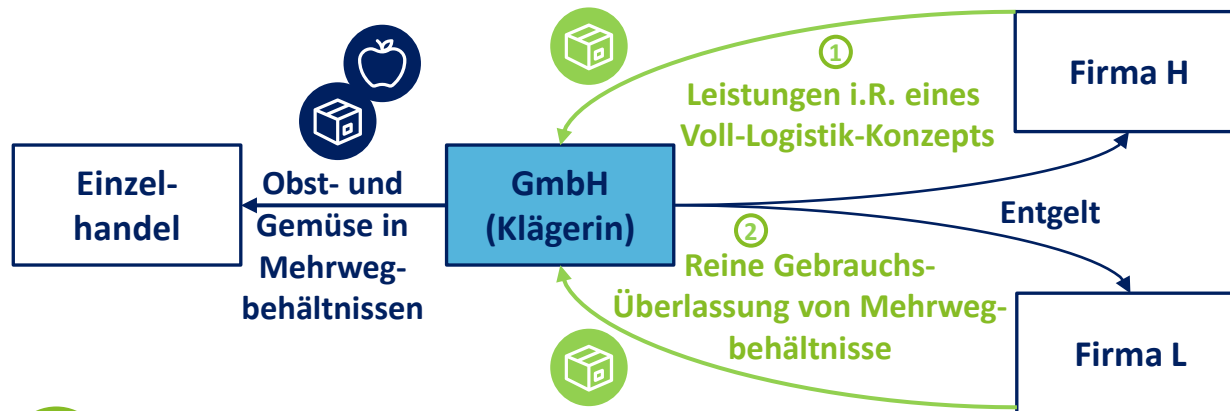 Einzel-
handel
Obst- und
Gemüse in
Mehrweg-
behältnissen
GmbH
(Klägerin)
1
Leistungen i.R. eines
Voll-Logistik-Konzepts
Firma H
Entgelt
2
Reine Gebrauchs-
Überlassung von Mehrweg-
behältnisse
Firma L